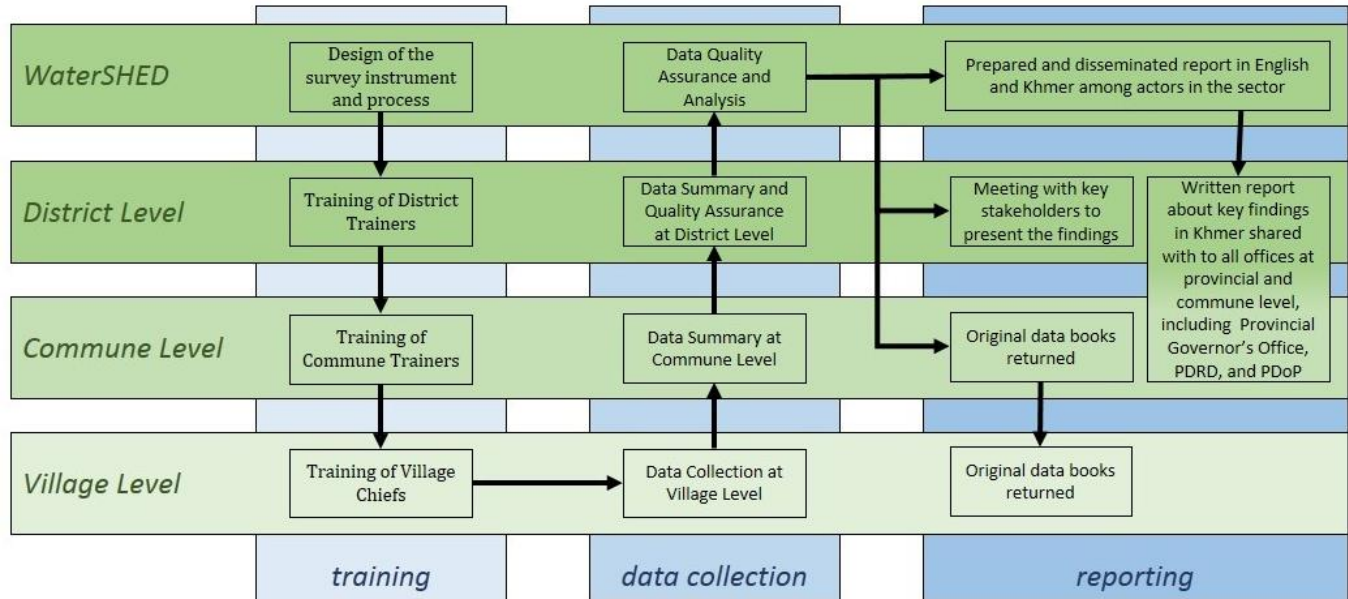 WaterSHED
Design of the
survey instrument
and process
Data Quality
Assurance and
Analysis
Prepared and disseminated report in English
and Khmer among actors in the sector
District Level
Training of District
Trainers
Data Summary and
Quality Assurance
at District Level
Meeting with key
stakeholders to
present the findings
Written report
about key findings
in Khmer shared
with to all offices at
provincial and
commune level,
including Provincial
Governor's Office,
PDRD, and PDoP
Commune Level
Training of
Commune Trainers
Data Summary at
Commune Level
Original data books
returned
Village Level
Training of Village
Chiefs
Data Collection at
Village Level
Original data books
returned
training
data collection
reporting